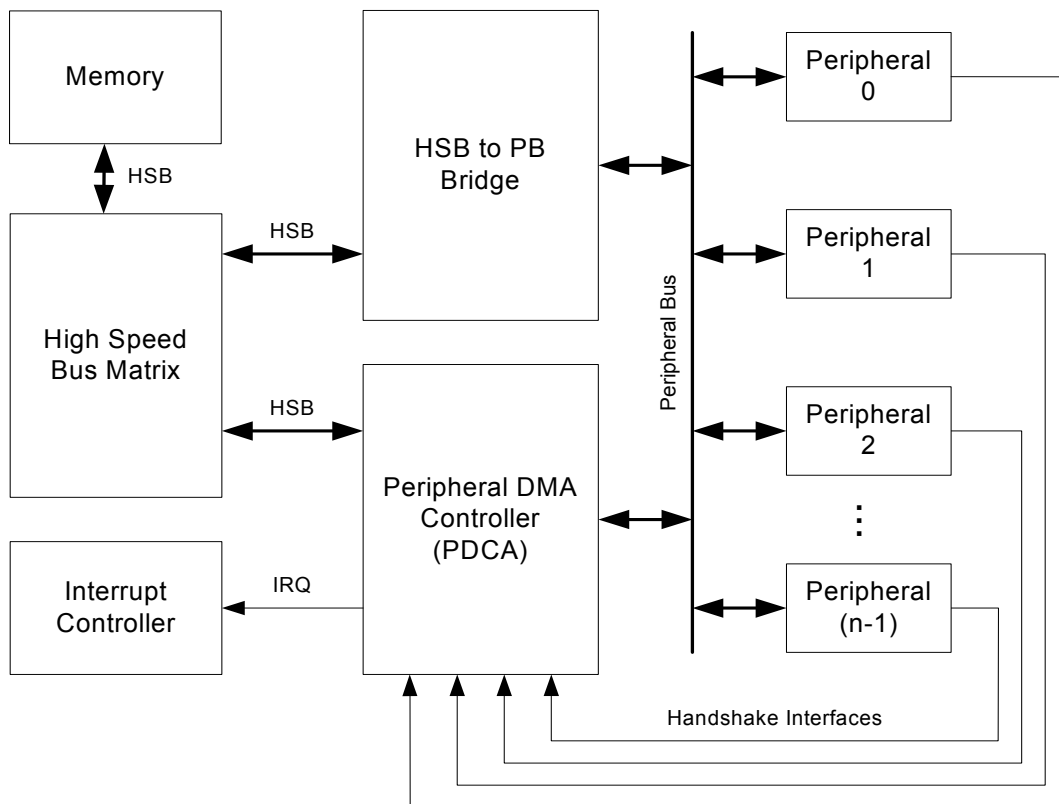 Memory
HSB
High Speed
Bus Matrix
HSB
HSB
HSB to PB
Bridge
Peripheral DMA
Controller
(PDCA)
Interrupt
Controller
IRQ
Peripheral Bus
Peripheral
0
Peripheral
1
Peripheral
2
⋮
Peripheral
(n-1)
Handshake Interfaces